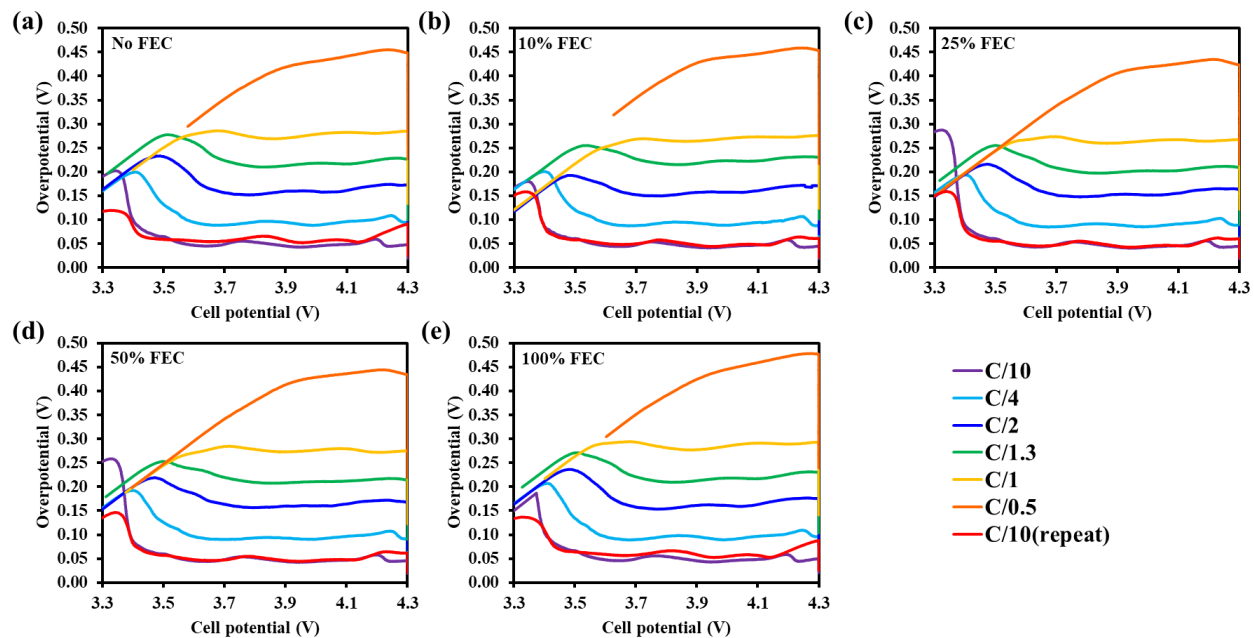 (a)
No FEC
Overpotential (V)
0.50
0.45
0.40
0.35
0.30
0.25
0.20
0.15
0.10
0.05
0.00
3.3 3.5 3.7 3.9 4.1 4.3
Cell potential (V)
(b)
10% FEC
Overpotential (V)
0.50
0.45
0.40
0.35
0.30
0.25
0.20
0.15
0.10
0.05
0.00
3.3 3.5 3.7 3.9 4.1 4.3
Cell potential (V)
(c)
25% FEC
Overpotential (V)
0.50
0.45
0.40
0.35
0.30
0.25
0.20
0.15
0.10
0.05
0.00
3.3 3.5 3.7 3.9 4.1 4.3
Cell potential (V)
(d)
50% FEC
Overpotential (V)
0.50
0.45
0.40
0.35
0.30
0.25
0.20
0.15
0.10
0.05
0.00
3.3 3.5 3.7 3.9 4.1 4.3
Cell potential (V)
(e)
100% FEC
Overpotential (V)
0.50
0.45
0.40
0.35
0.30
0.25
0.20
0.15
0.10
0.05
0.00
3.3 3.5 3.7 3.9 4.1 4.3
Cell potential (V)
C/10
C/4
C/2
C/1.3
C/1
C/0.5
C/10(repeat)